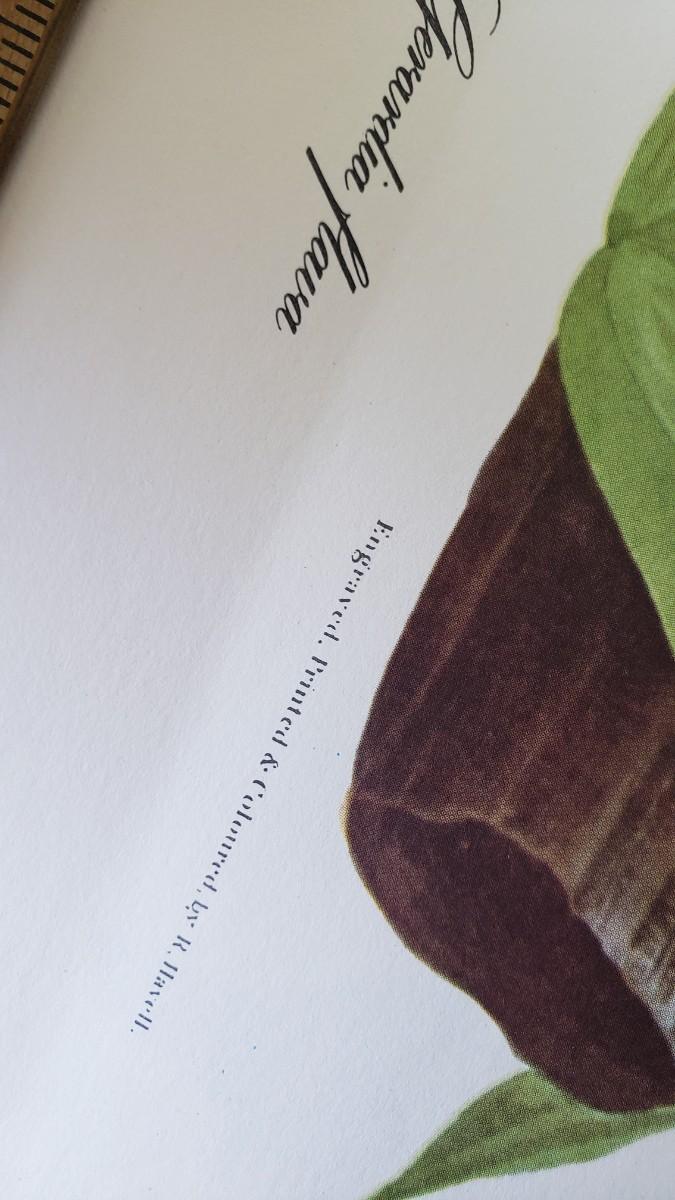 Gerardia flava
Engraved, Printed & Coloured, by R. Havell.